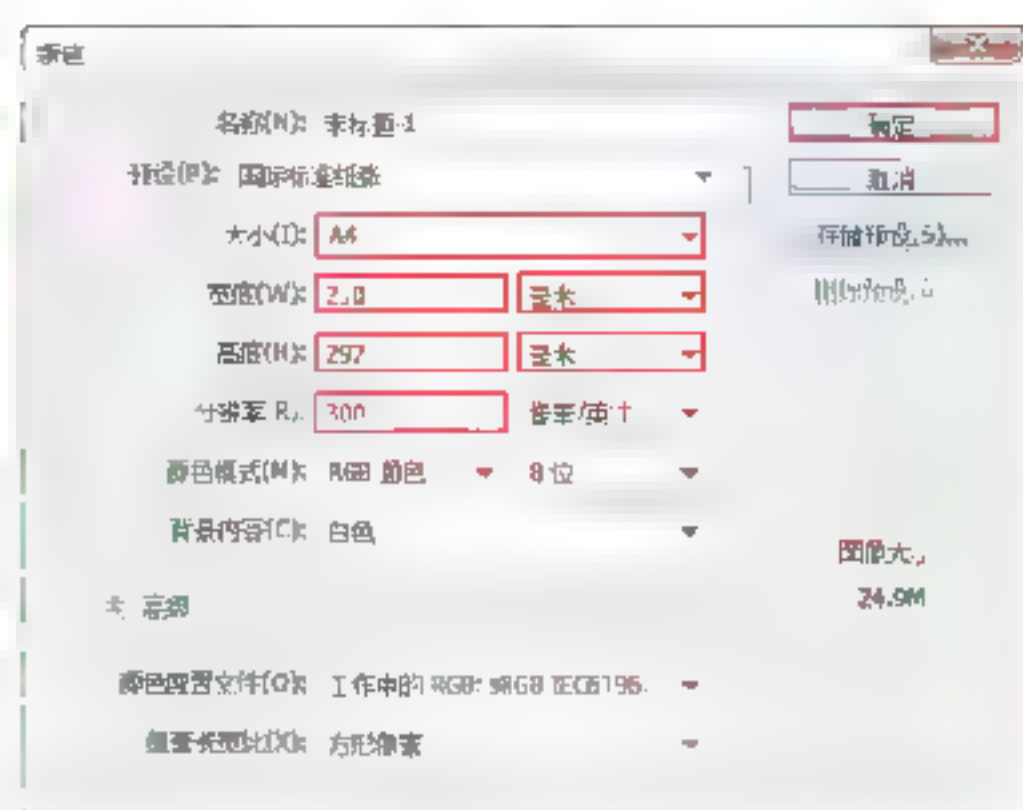 新建
名称(N): 未标题-1
确定
预设(P): 国际标准纸张
取消
大小(I): A4
存储预设(S)...
宽度(W): 210 毫米
删除预设
高度(H): 297 毫米
分辨率(R): 300 像素/英寸
颜色模式(M): RGB 颜色 8 位
背景内容(C): 白色
图像大小
24.9M
高级
颜色配置文件(O): 工作中的 RGB: sRGB IEC6196
像素长宽比(X): 方形像素